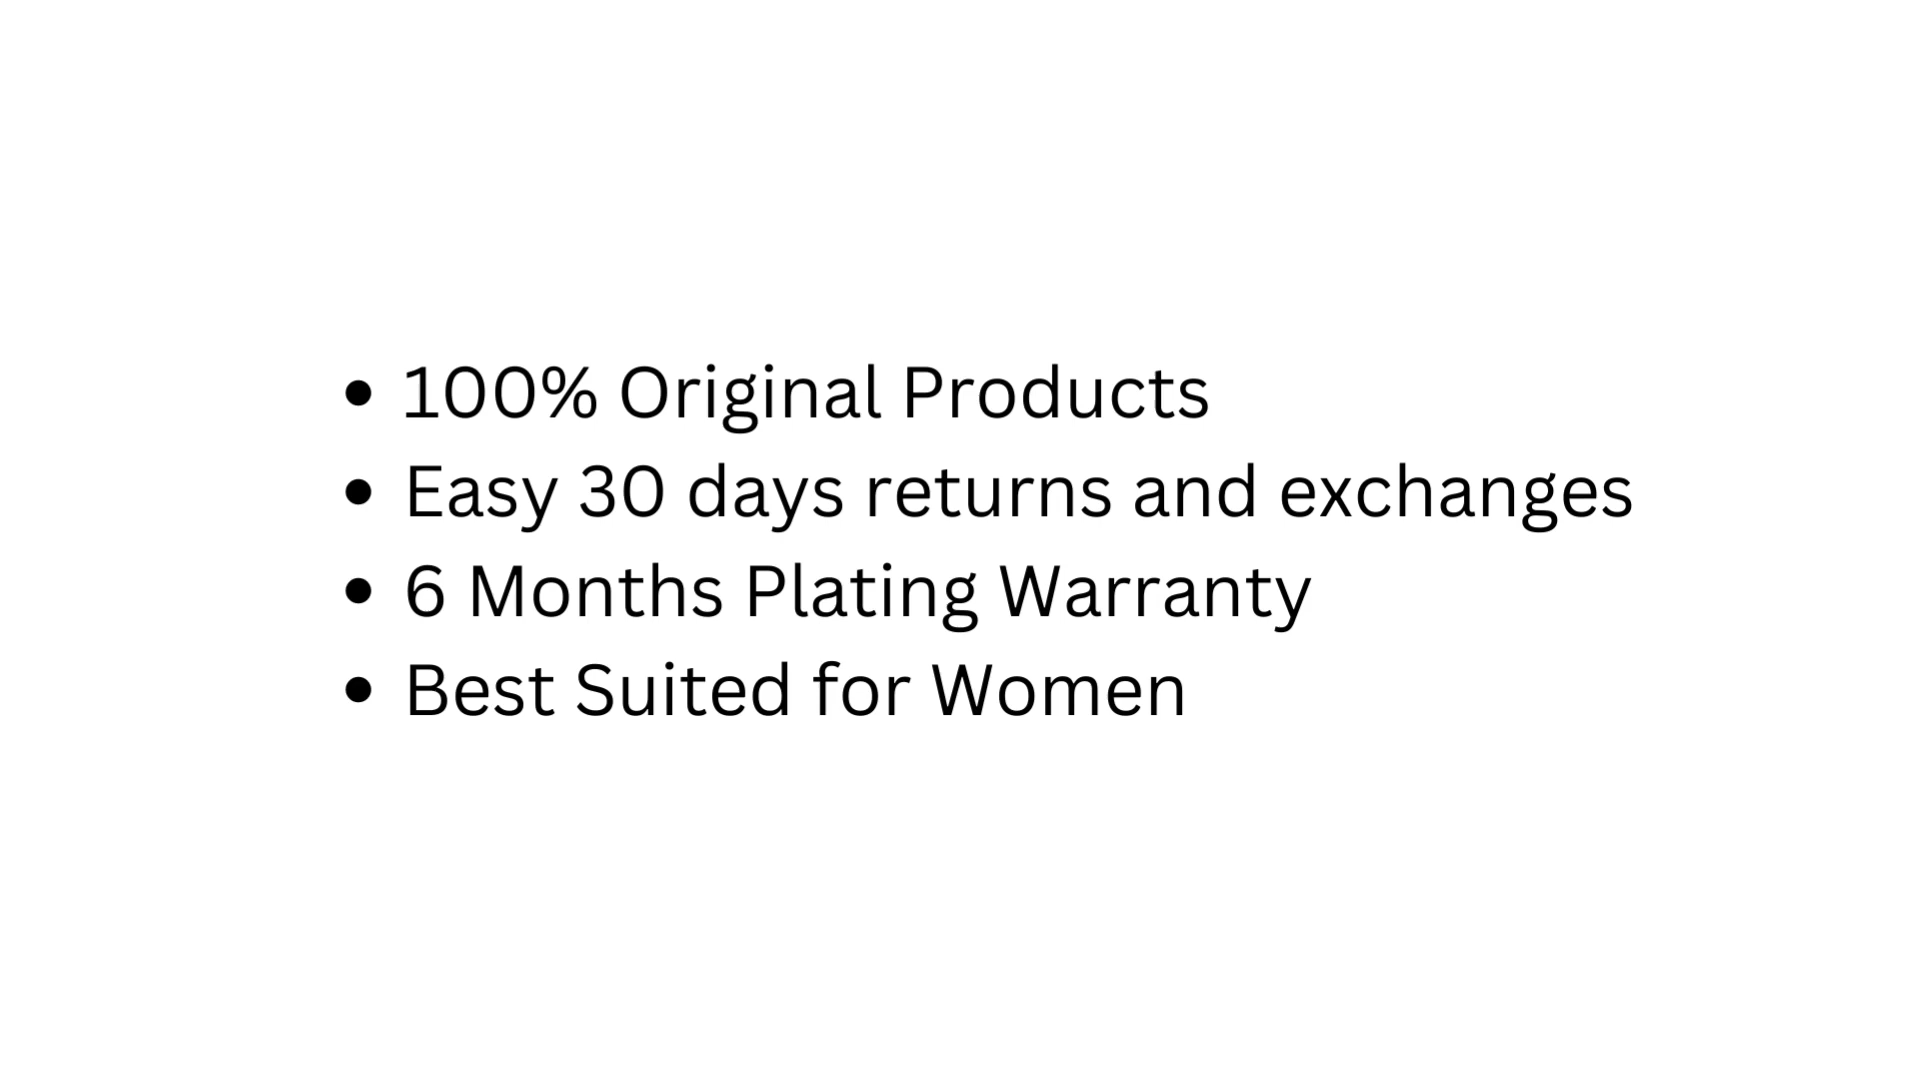 • 100% Original Products
• Easy 30 days returns and exchanges
• 6 Months Plating Warranty
• Best Suited for Women